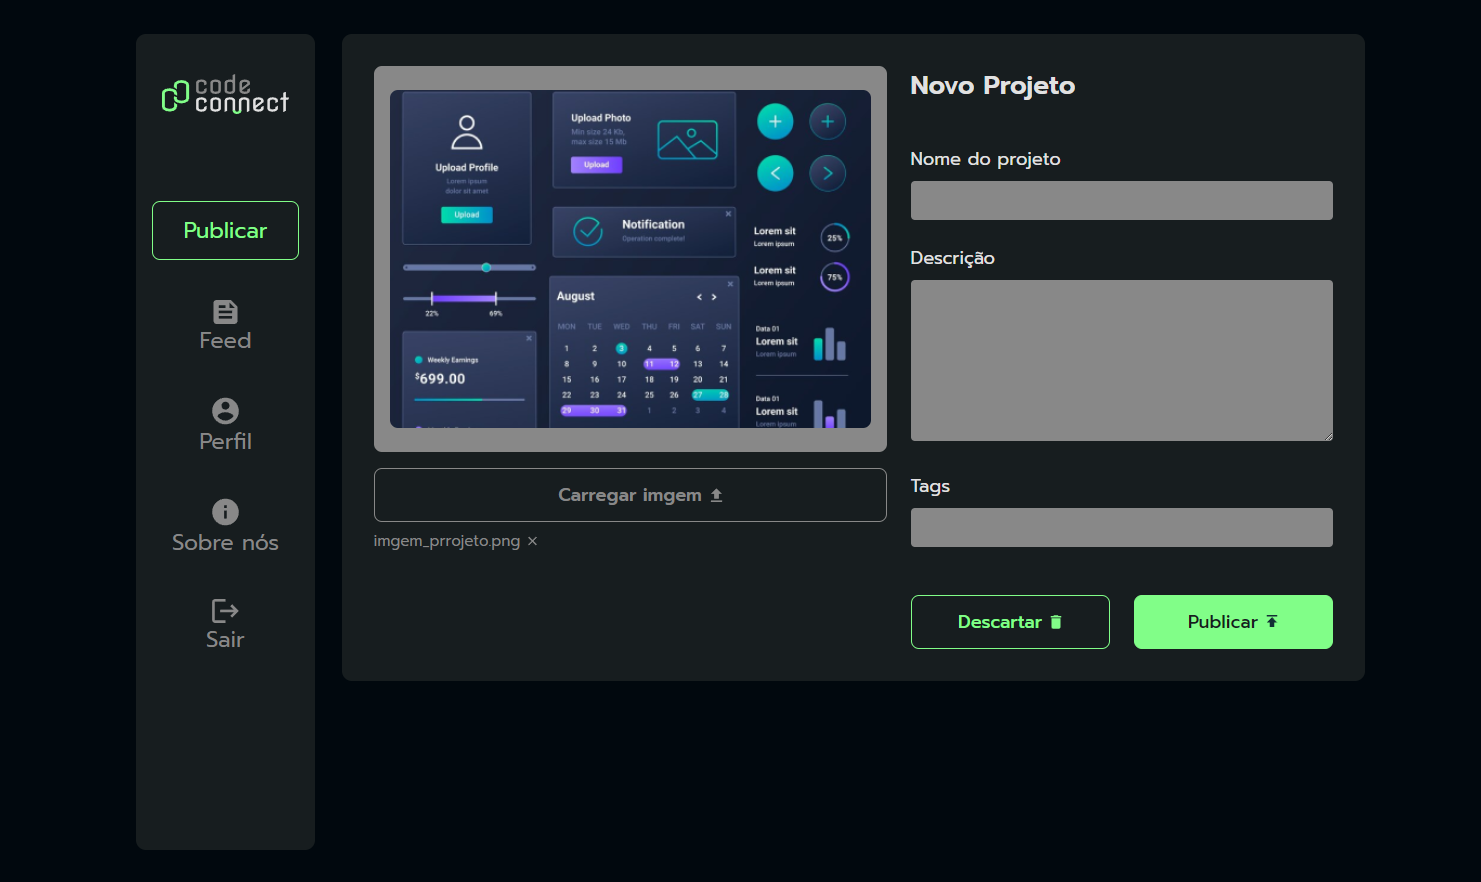 code
connect
Publicar
Feed
Perfil
Sobre nós
Sair
Upload Profile
Lorem ipsum
dolor sit amet
Upload
Upload Photo
Min size 24 Kb,
max size 15 Mb
Upload
Notification
Operation complete!
Lorem sit
Lorem ipsum
25%
Lorem sit
Lorem ipsum
75%
22% 69%
Weekly Earnings
$699.00
August
MON TUE WED THU FRI SAT SUN
1 2 3 4 5 6 7
8 9 10 11 12 13 14
15 16 17 18 19 20 21
22 23 24 25 26 27 28
29 30 31 1 2 3 4
Data 01
Lorem sit
Lorem ipsum
Data 01
Lorem sit
Lorem ipsum
Carregar imgem
imgem_prrojeto.png ×
Novo Projeto
Nome do projeto
Descrição
Tags
Descartar
Publicar